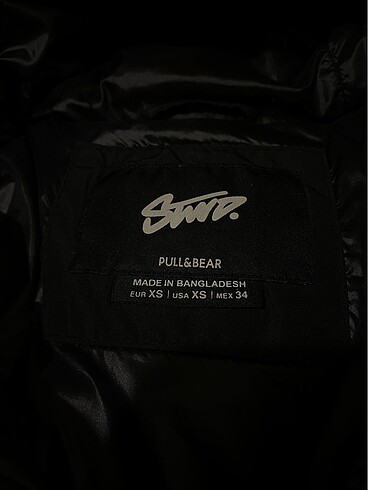 STWD.
PULL&BEAR
MADE IN BANGLADESH
EUR XS | USA XS | MEX 34